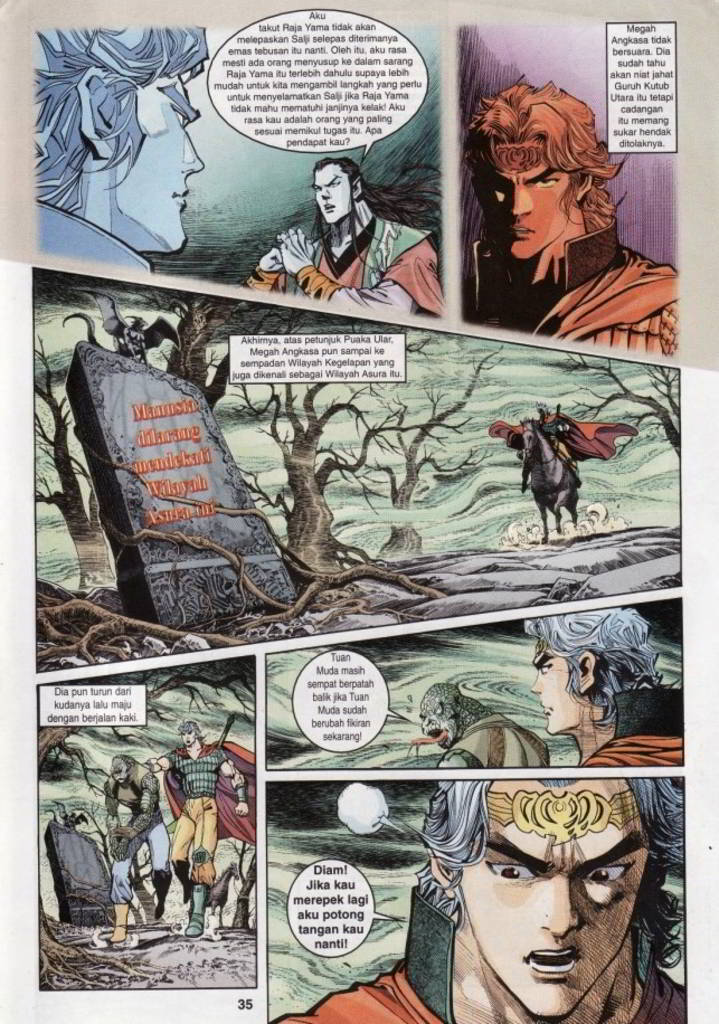 Aku
takut Raja Yama tidak akan
melepaskan Salji selepas diterimanya
emas tebusan itu nanti. Oleh itu, aku rasa
mesti ada orang menyusup ke dalam sarang
Raja Yama itu terlebih dahulu supaya lebih
mudah untuk kita mengambil langkah yang perlu
untuk menyelamatkan Salji jika Raja Yama
tidak mahu mematuhi janjinya kelak! Aku
rasa kau adalah orang yang paling
sesuai memikul tugas itu. Apa
pendapat kau?
Megah
Angkasa tidak
bersuara. Dia
sudah tahu
akan niat jahat
Guruh Kutub
Utara itu tetapi
cadangan
itu memang
sukar hendak
ditolaknya.
Akhirnya, atas petunjuk Puaka Ular,
Megah Angkasa pun sampai ke
sempadan Wilayah Kegelapan yang
juga dikenali sebagai Wilayah Asura itu.
Manusia
dilarang
mendekati
Wilayah
Asura ini
Tuan
Muda masih
sempat berpatah
balik jika Tuan
Muda sudah
berubah fikiran
sekarang!
Dia pun turun dari
kudanya lalu maju
dengan berjalan kaki.
Diam!
Jika kau
merepek lagi
aku potong
tangan kau
nanti!
35